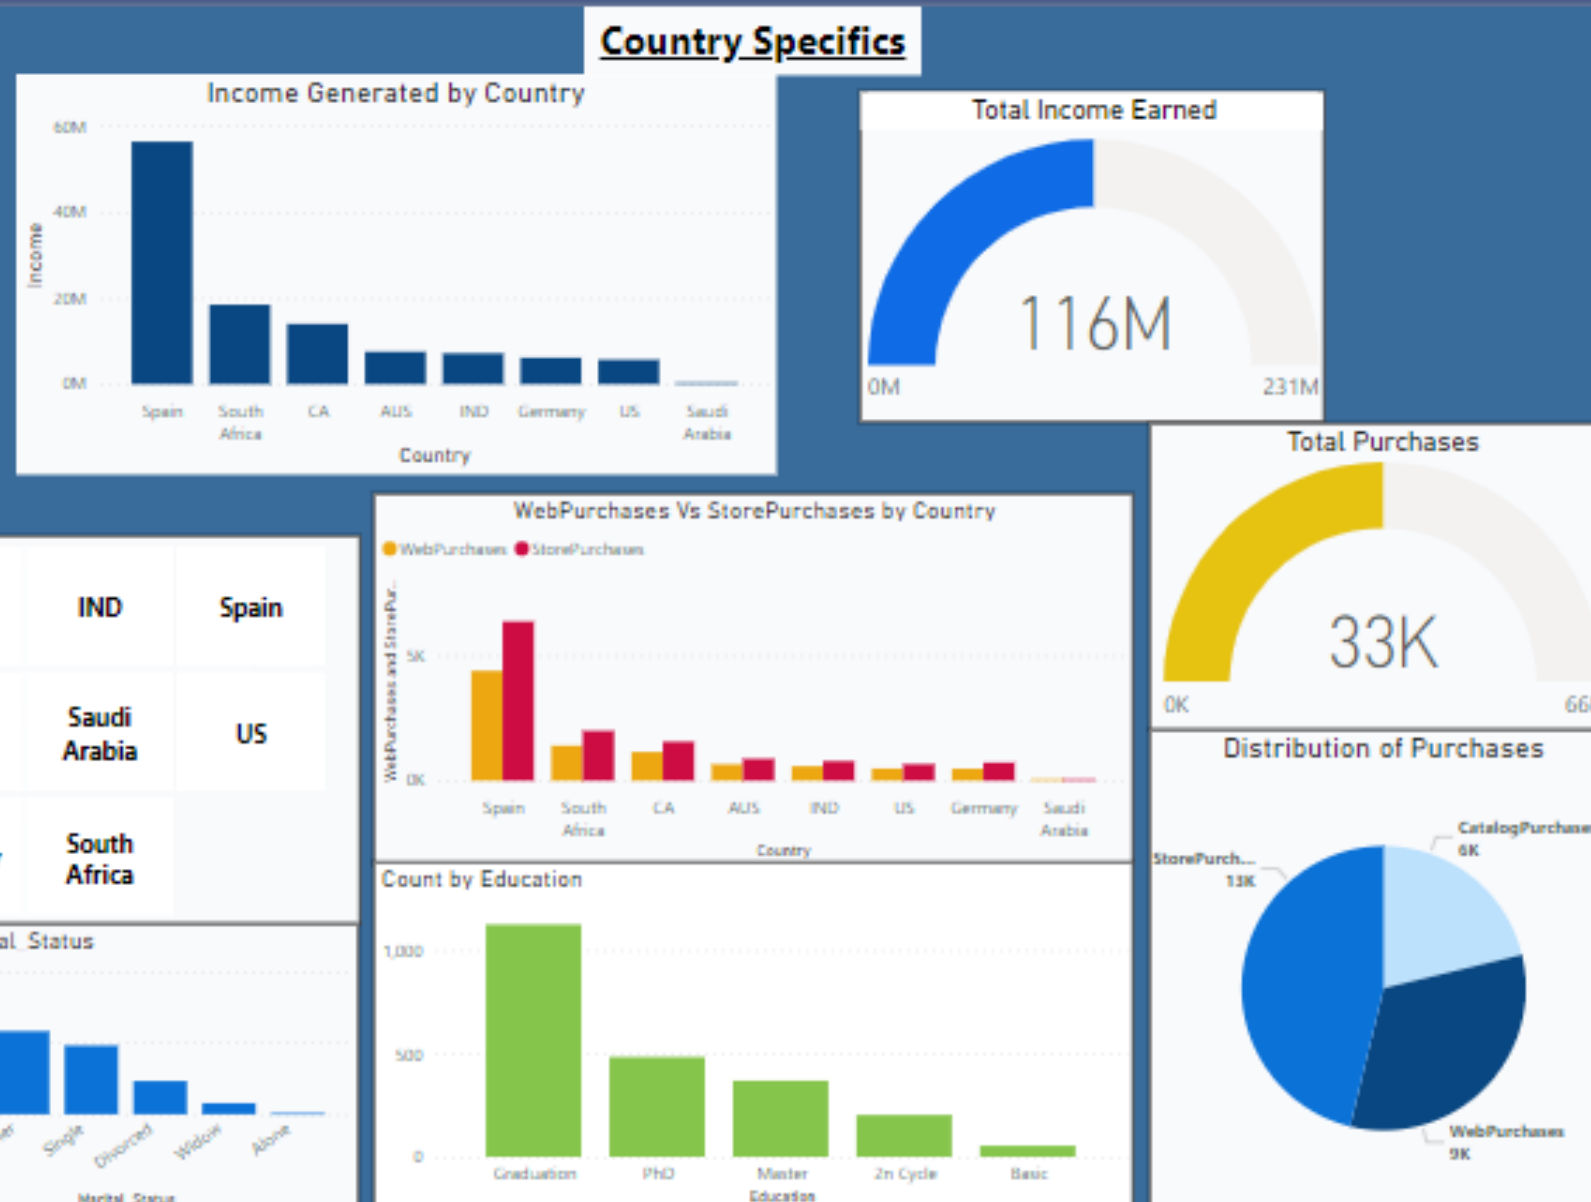 Country Specifics
Income Generated by Country
60M
40M
20M
0M
Income
Spain
South
Africa
CA
AUS
IND
Germany
US
Saudi
Arabia
Country
Total Income Earned
116M
0M
231M
Total Purchases
33K
0K
IND
Spain
Saudi
Arabia
US
South
Africa
WebPurchases Vs StorePurchases by Country
WebPurchases
StorePurchases
WebPurchases and StorePur...
5K
0K
Spain
South
Africa
CA
AUS
IND
US
Germany
Saudi
Arabia
Country
Distribution of Purchases
CatalogPurchase
6K
StorePurch...
13K
WebPurchases
9K
Count by Education
1,000
500
0
Graduation
PhD
Master
2n Cycle
Basic
Education
al_Status
Single
Divorced
Widow
Alone
Marital_Status